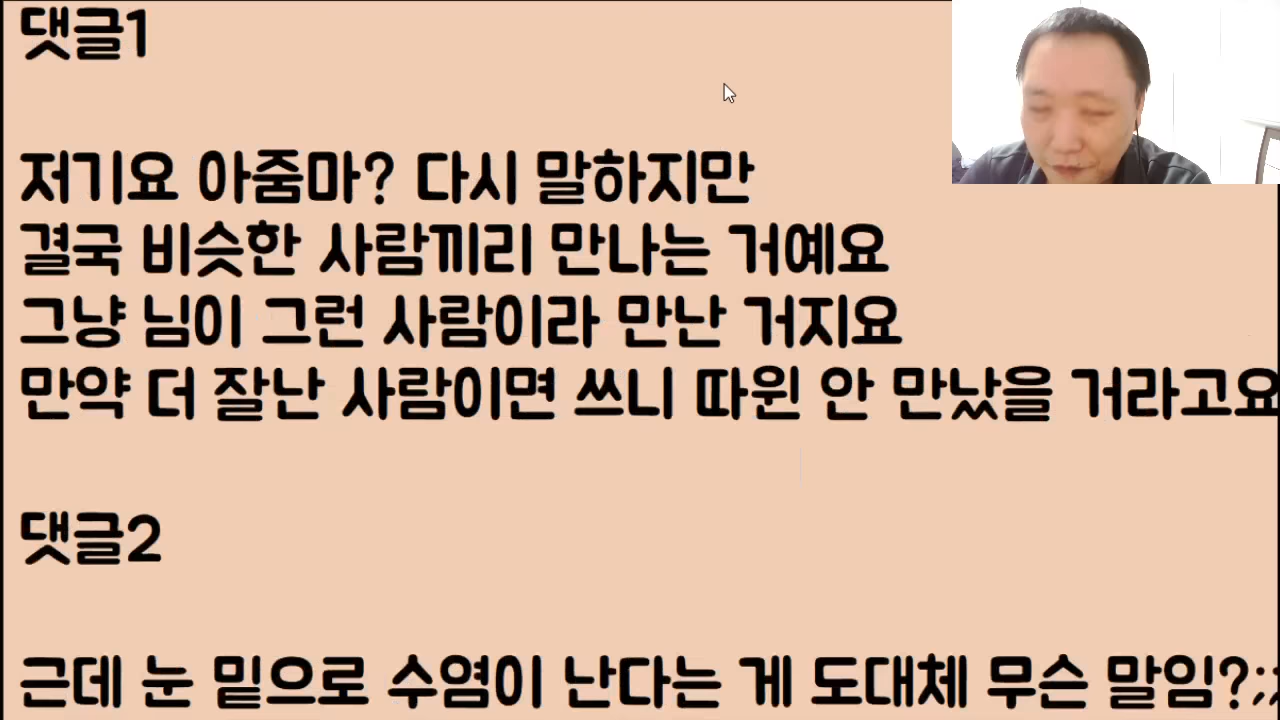 댓글1
저기요 아줌마? 다시 말하지만
결국 비슷한 사람끼리 만나는 거예요
그냥 님이 그런 사람이라 만난 거지요
만약 더 잘난 사람이면 쓰니 따윈 안 만났을 거라고요
댓글2
근데 눈 밑으로 수염이 난다는 게 도대체 무슨 말임?;